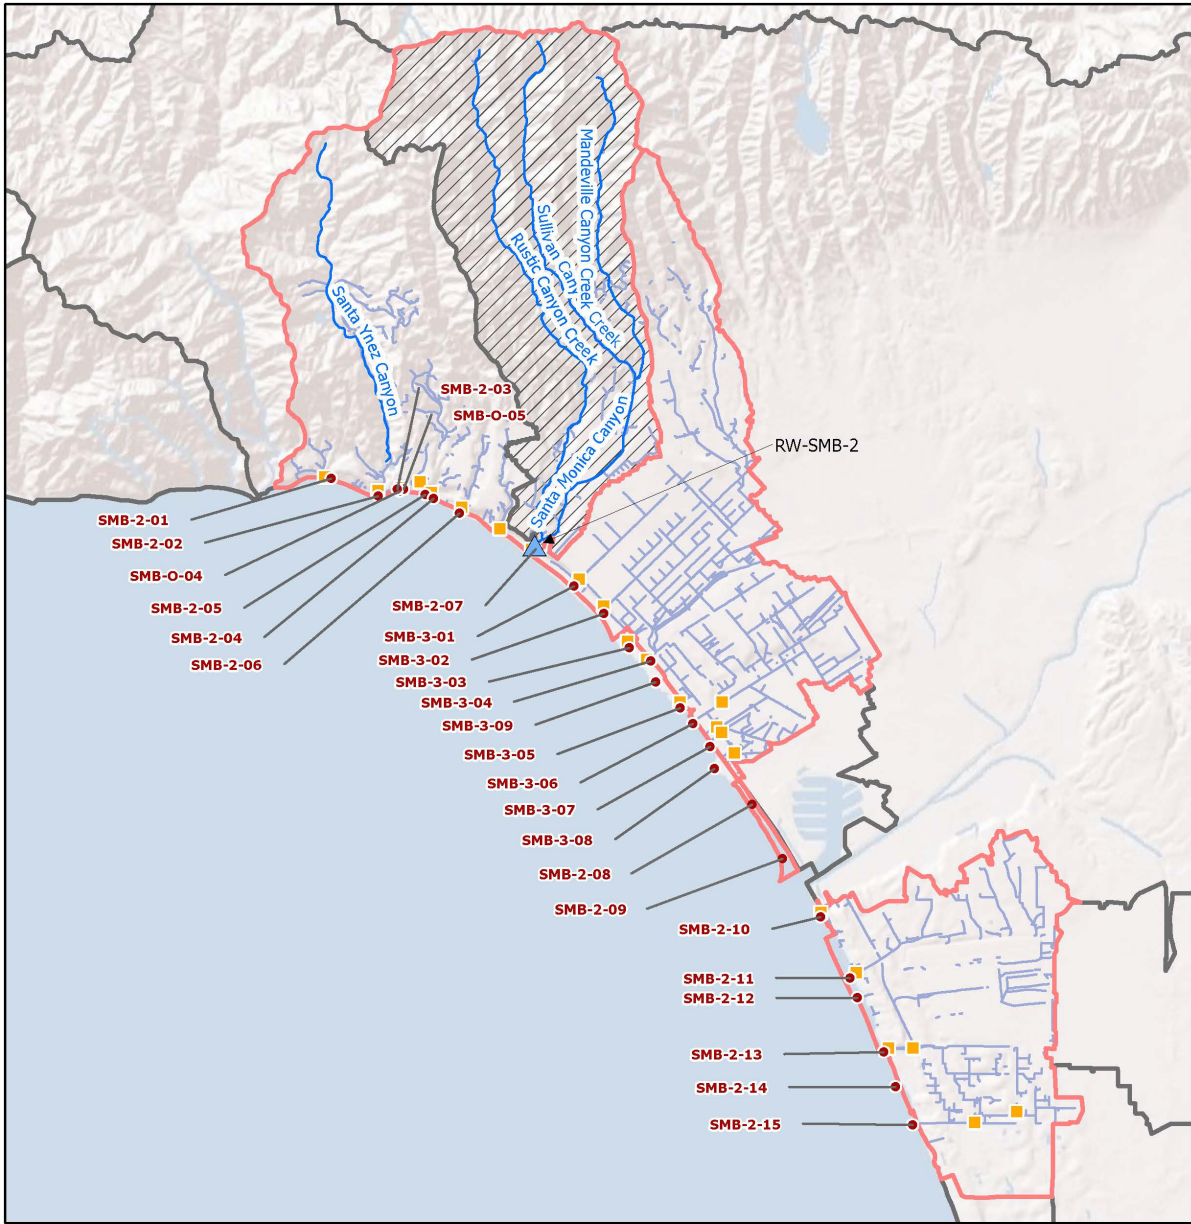 Mandeville Canyon Creek
Sullivan Cany. Creek
Rustic Canyon Creek
Santa Ynez Canyon
SMB-2-03
SMB-O-05
Santa Monica Canyon
RW-SMB-2
SMB-2-01
SMB-2-02
SMB-O-04
SMB-2-05
SMB-2-04
SMB-2-06
SMB-2-07
SMB-3-01
SMB-3-02
SMB-3-03
SMB-3-04
SMB-3-09
SMB-3-05
SMB-3-06
SMB-3-07
SMB-3-08
SMB-2-08
SMB-2-09
SMB-2-10
SMB-2-11
SMB-2-12
SMB-2-13
SMB-2-14
SMB-2-15